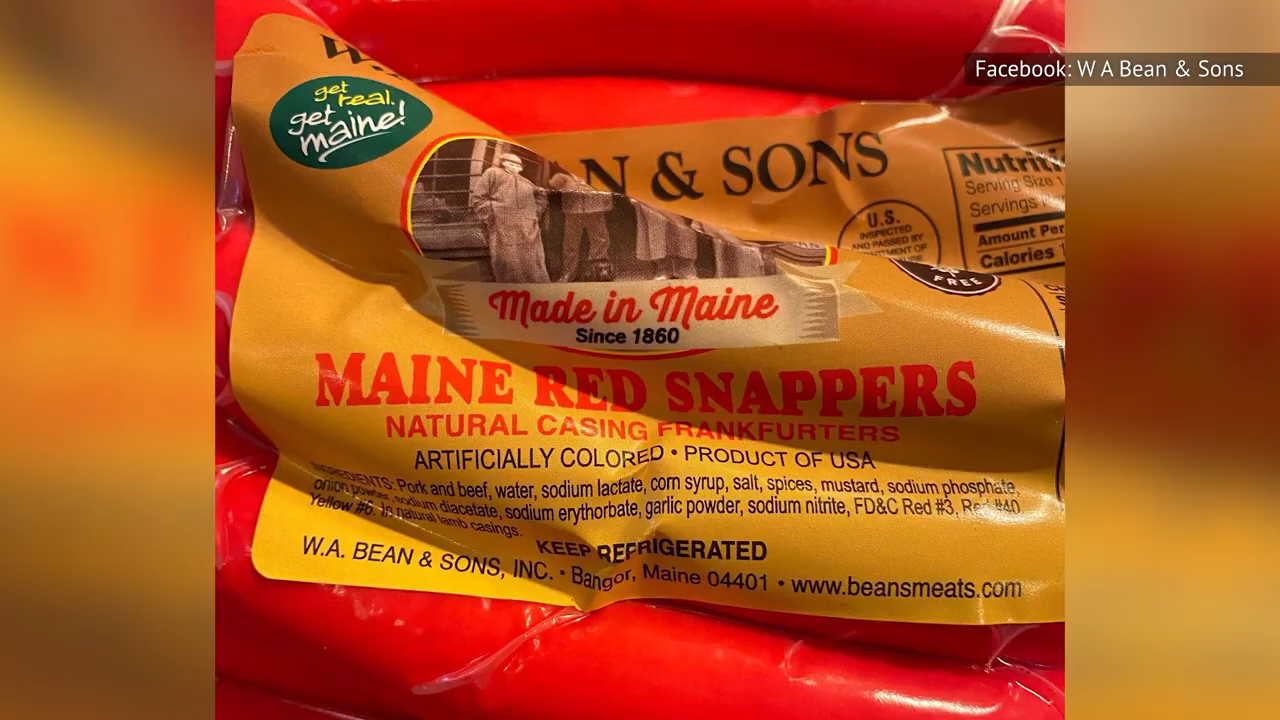 Facebook: W A Bean & Sons
get
real.
get
maine!
& SONS
U.S.
INSPECTED
AND PASSED BY
Serving Size
Servings
Amount Per
Calories
FREE
Made in Maine
Since 1860
MAINE RED SNAPPERS
NATURAL CASING FRANKFURTERS
ARTIFICIALLY COLORED • PRODUCT OF USA
INGREDIENTS: Pork and beef, water, sodium lactate, corn syrup, salt, spices, mustard, sodium phosphate,
onion powder, sodium diacetate, sodium erythorbate, garlic powder, sodium nitrite, FD&C Red #3, Red #40
Yellow #6. In natural lamb casings.
KEEP REFRIGERATED
W.A. BEAN & SONS, INC. • Bangor, Maine 04401 • www.beansmeats.com